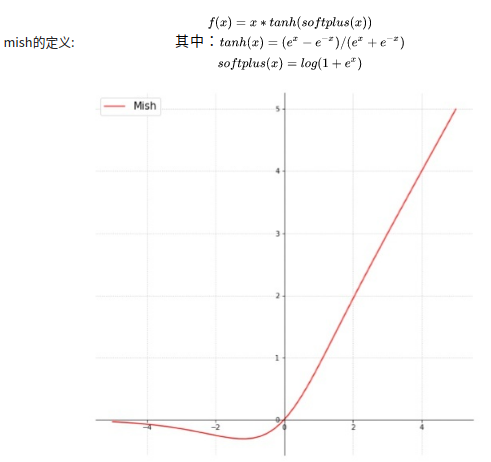 f(x) = x ∗ tanh(softplus(x))
mish的定义:
其中：tanh(x) = (e^x − e^{−x})/(e^x + e^{−x})
softplus(x) = log(1 + e^x)
Mish
5
4
3
2
1
0
−4 −2 0 2 4